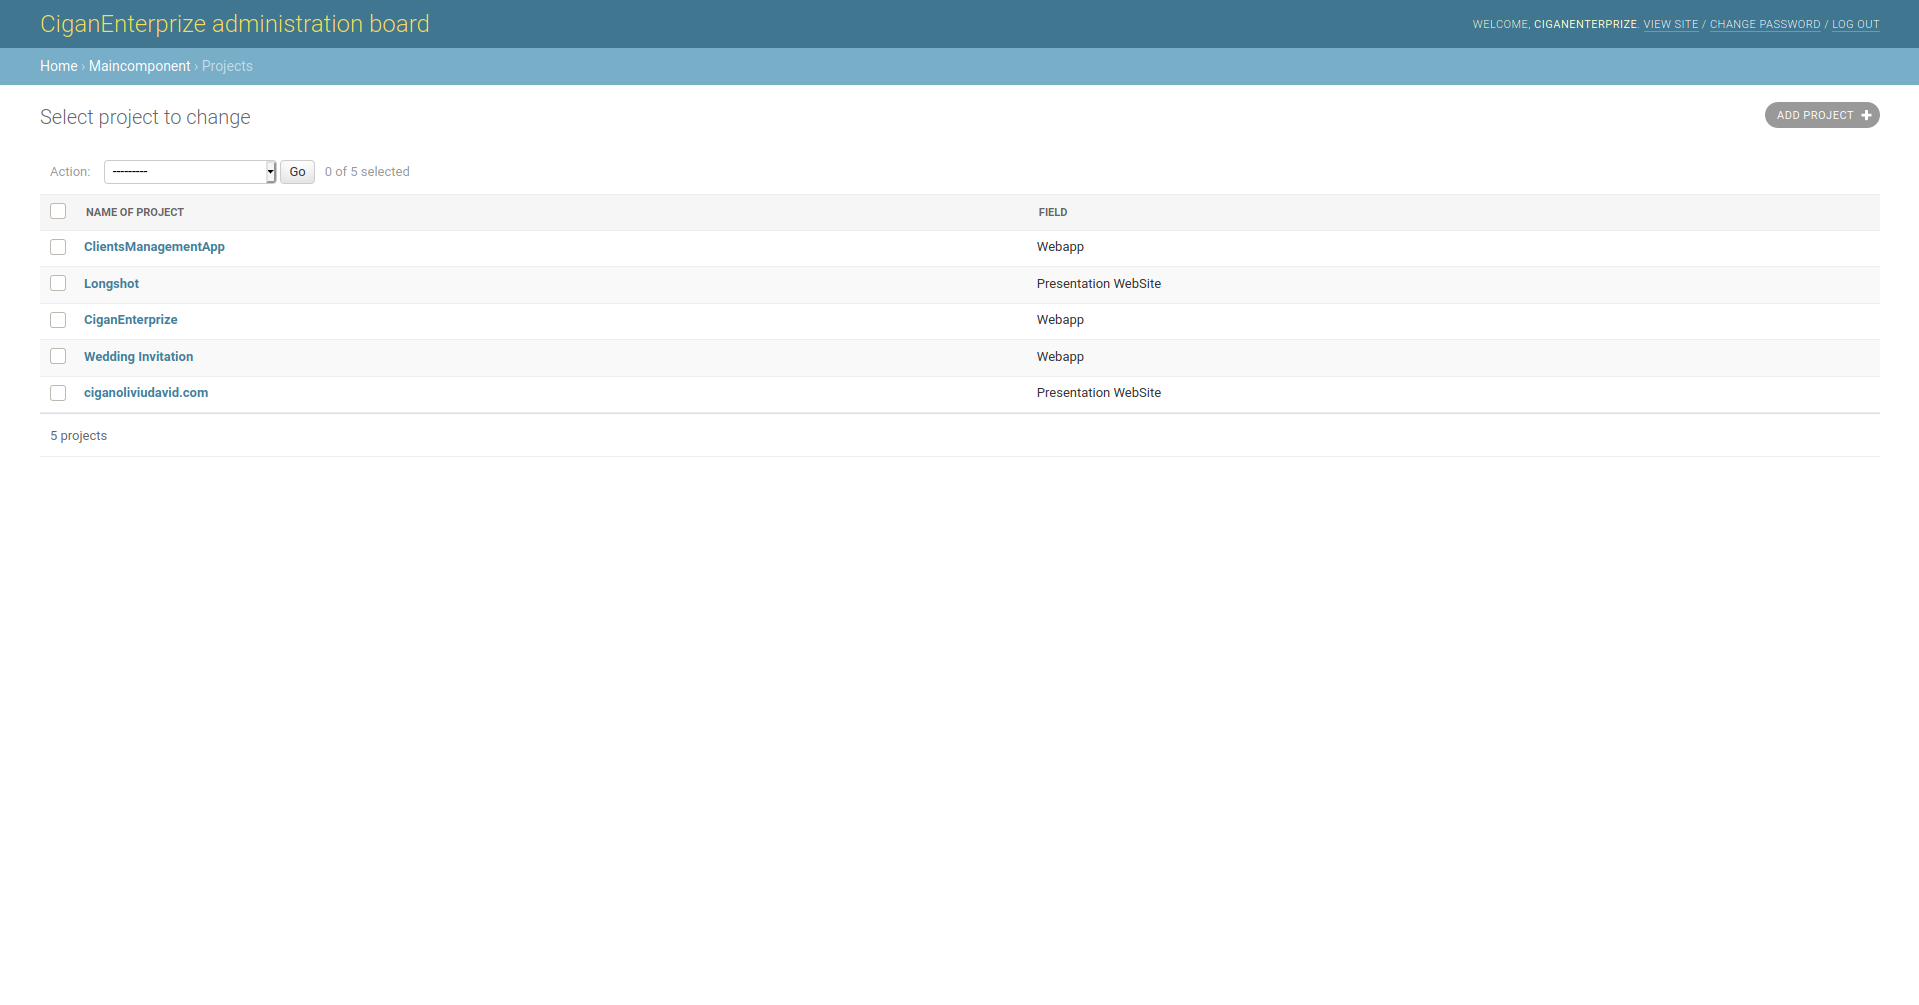 CiganEnterprize administration board
WELCOME, CIGANENTERPRIZE. VIEW SITE / CHANGE PASSWORD / LOG OUT
Home › Maincomponent › Projects
Select project to change
ADD PROJECT
Action: --------- Go 0 of 5 selected
NAME OF PROJECT FIELD
ClientsManagementApp Webapp
Longshot Presentation WebSite
CiganEnterprize Webapp
Wedding Invitation Webapp
ciganoliviudavid.com Presentation WebSite
5 projects